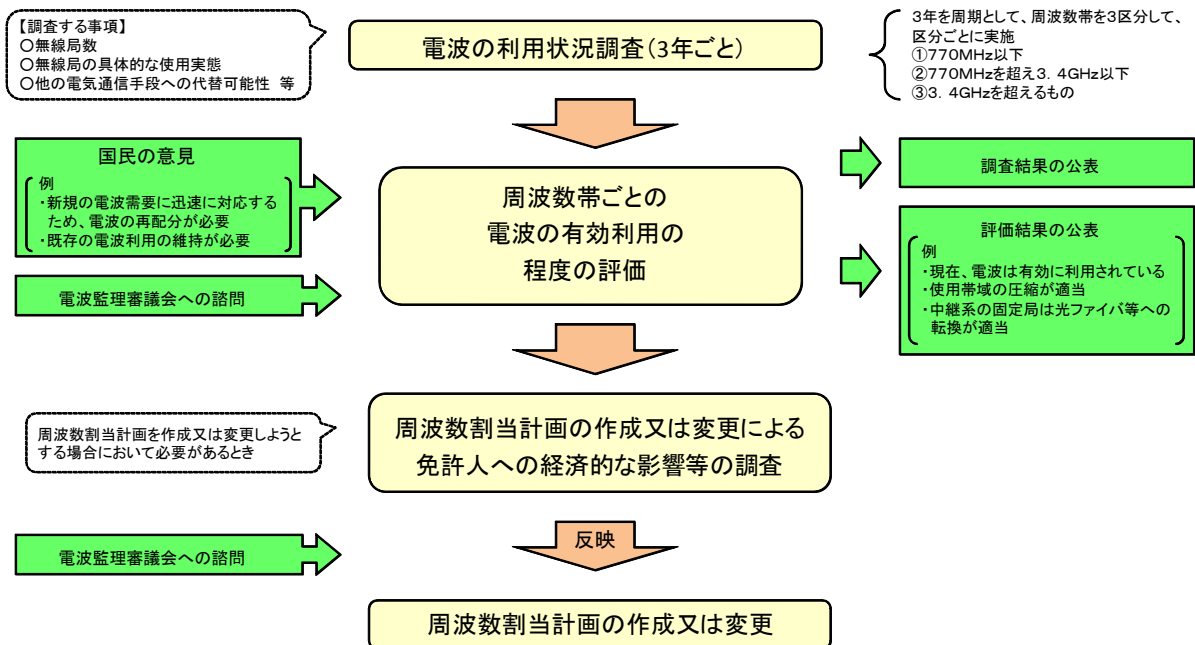 【調査する事項】
○無線局数
○無線局の具体的な使用実態
○他の電気通信手段への代替可能性 等
電波の利用状況調査(3年ごと)
3年を周期として、周波数帯を3区分して、
区分ごとに実施
①770MHz以下
②770MHzを超え3.4GHz以下
③3.4GHzを超えるもの
国民の意見
例
・新規の電波需要に迅速に対応する
ため、電波の再配分が必要
・既存の電波利用の維持が必要
電波監理審議会への諮問
周波数帯ごとの
電波の有効利用の
程度の評価
調査結果の公表
評価結果の公表
例
・現在、電波は有効に利用されている
・使用帯域の圧縮が適当
・中継系の固定局は光ファイバ等への
転換が適当
周波数割当計画を作成又は変更しようと
する場合において必要があるとき
周波数割当計画の作成又は変更による
免許人への経済的な影響等の調査
電波監理審議会への諮問
反映
周波数割当計画の作成又は変更